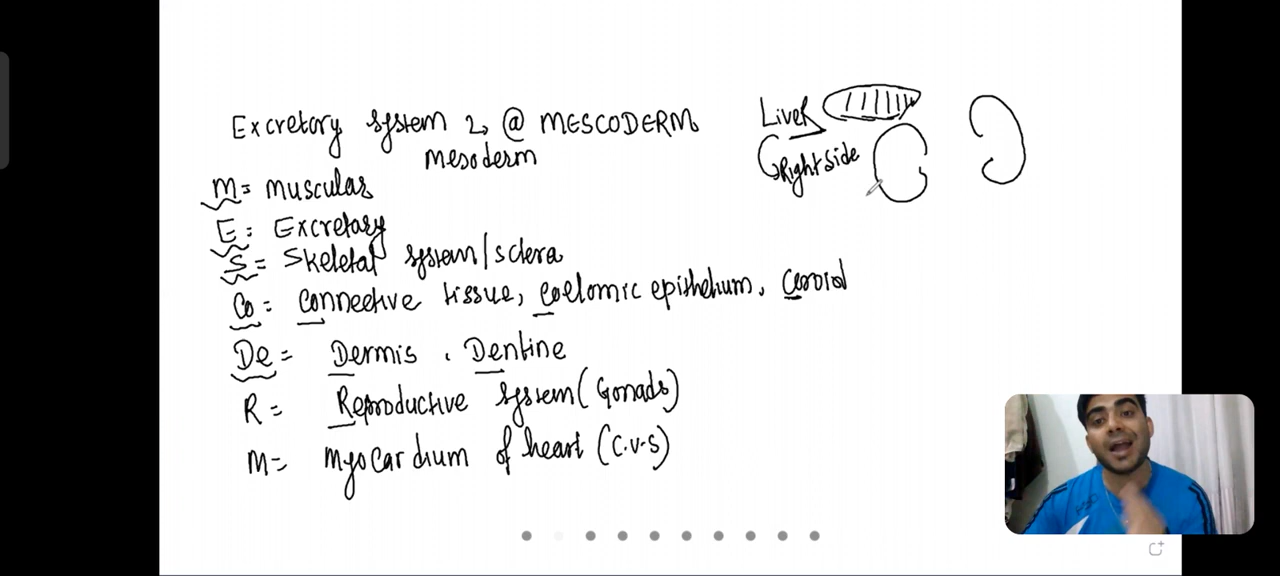 Excretory system 2, @ MESCODERM
Mesoderm
M= muscular
E= Excretary
S= Skeletal system/sclera
Co= connective tissue, coelomic epithelium, coroid
De= Dermis, Dentine
R= Reproductive system (Gonads)
M= myocardium of heart (C.V.S)
Liver
Right side